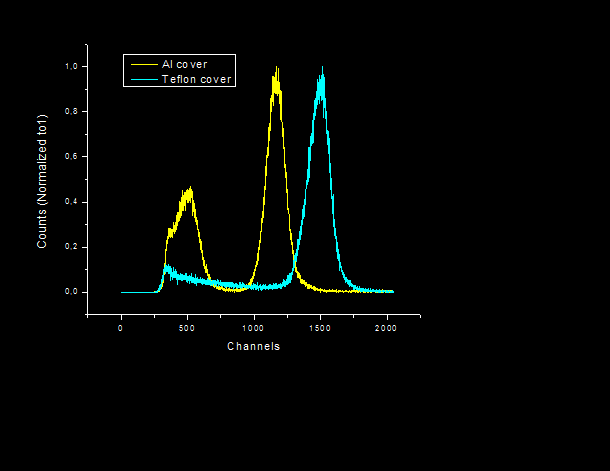 Al cover
Teflon cover
1,0
0,8
0,6
0,4
0,2
0,0
Counts (Normalized to1)
0 500 1000 1500 2000
Channels